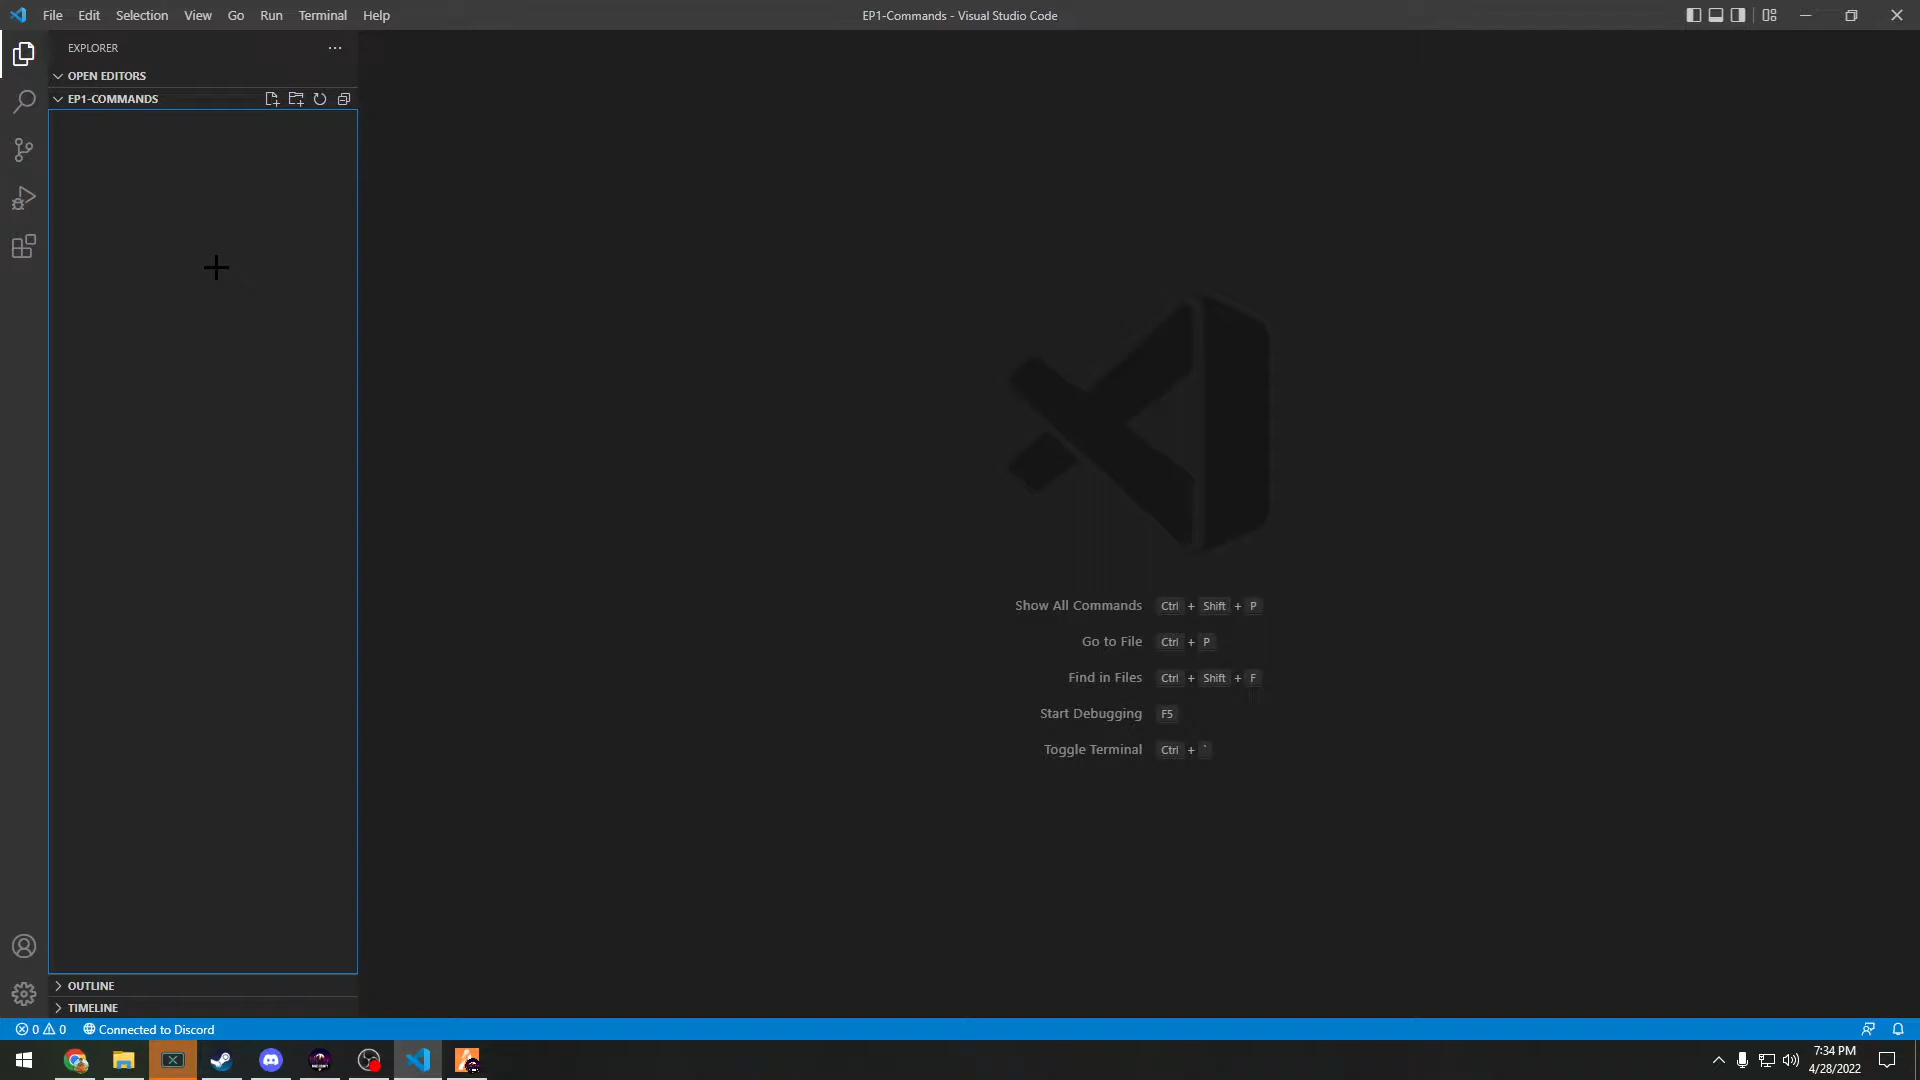 File Edit Selection View Go Run Terminal Help
EP1-Commands - Visual Studio Code
EXPLORER
OPEN EDITORS
EP1-COMMANDS
Show All Commands Ctrl + Shift + P
Go to File Ctrl + P
Find in Files Ctrl + Shift + F
Start Debugging F5
Toggle Terminal Ctrl + `
OUTLINE
TIMELINE
0 0 Connected to Discord
7:34 PM
4/28/2022